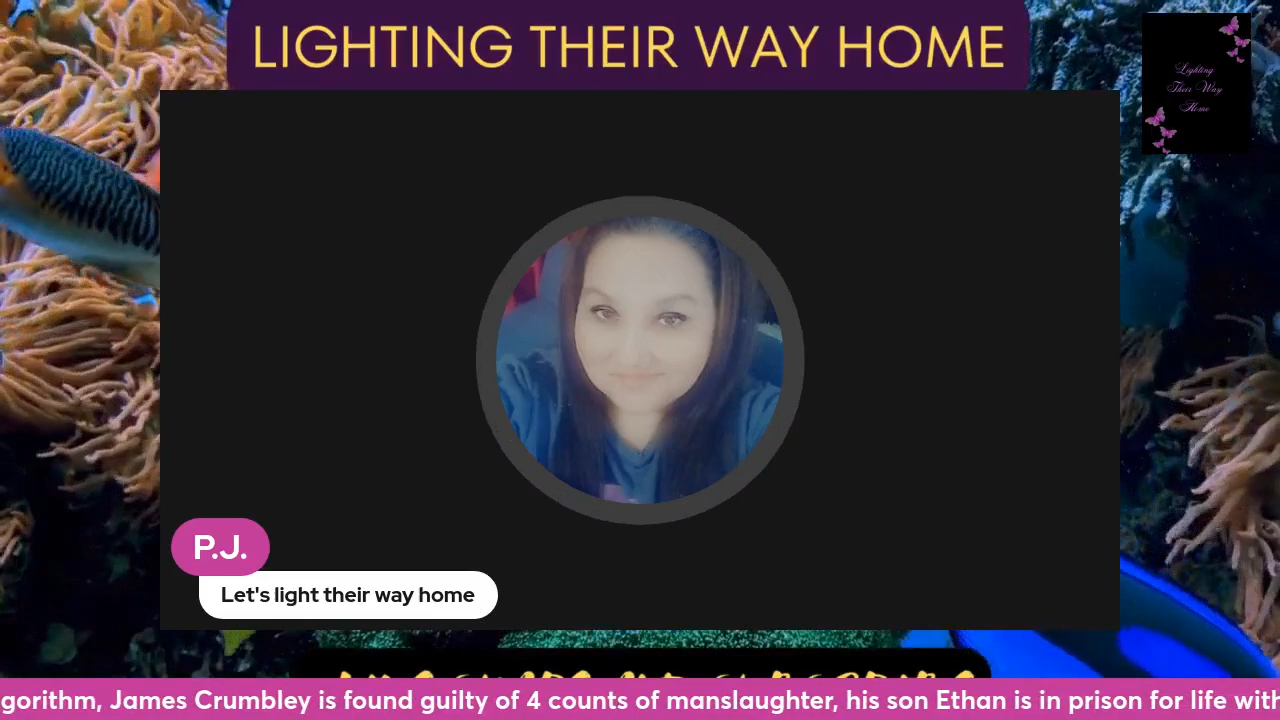 LIGHTING THEIR WAY HOME
Lighting
Their Way
Home
P.J.
Let's light their way home
gorithm, James Crumbley is found guilty of 4 counts of manslaughter, his son Ethan is in prison for life with